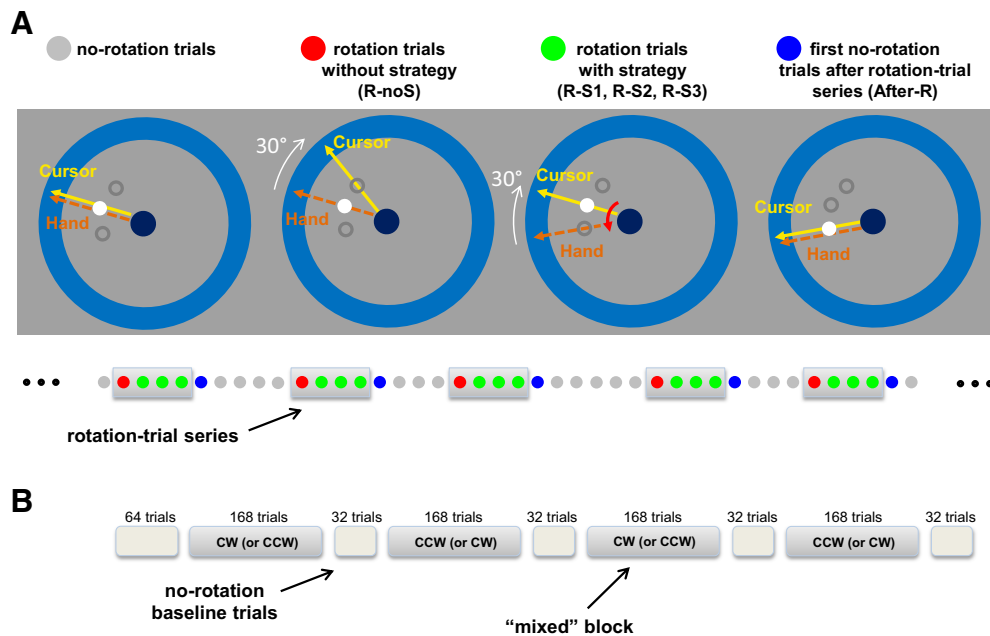 A
no-rotation trials
rotation trials
without strategy
(R-noS)
rotation trials
with strategy
(R-S1, R-S2, R-S3)
first no-rotation
trials after rotation-trial
series (After-R)
Cursor
Hand
30°
Cursor
Hand
30°
Cursor
Hand
Cursor
Hand
rotation-trial series
B
64 trials
168 trials
32 trials
168 trials
32 trials
168 trials
32 trials
168 trials
32 trials
CW (or CCW)
CCW (or CW)
CW (or CCW)
CCW (or CW)
no-rotation
baseline trials
“mixed” block